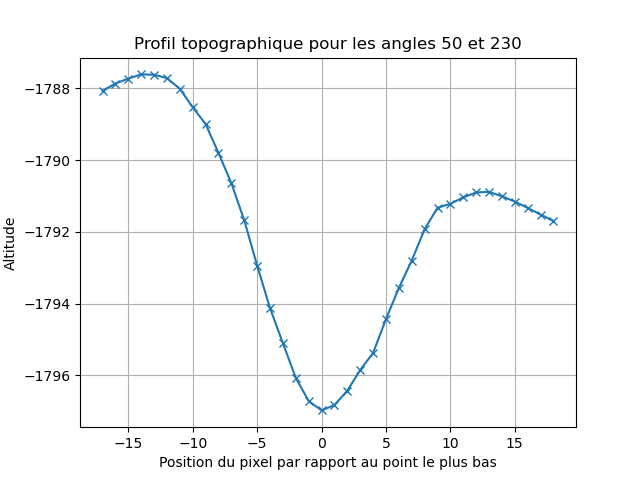 Profil topographique pour les angles 50 et 230
−1788
−1790
−1792
−1794
−1796
Altitude
−15 −10 −5 0 5 10 15
Position du pixel par rapport au point le plus bas